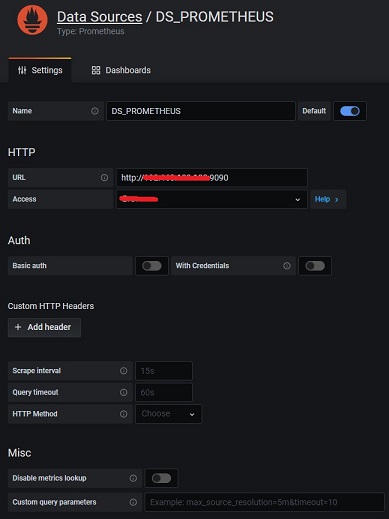 Data Sources / DS_PROMETHEUS
Type: Prometheus
Settings Dashboards
Name DS_PROMETHEUS Default
HTTP
URL http:// :9090
Access Help >
Auth
Basic auth With Credentials
Custom HTTP Headers
+ Add header
Scrape interval 15s
Query timeout 60s
HTTP Method Choose
Misc
Disable metrics lookup
Custom query parameters Example: max_source_resolution=5m&timeout=10